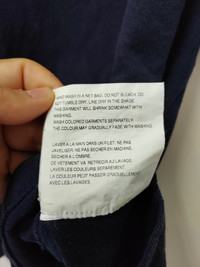 HAND WASH IN A NET BAG. DO NOT BLEACH. DO
NOT TUMBLE DRY. LINE DRY IN THE SHADE.
THIS GARMENT WILL SHRINK SOMEWHAT WITH
WASHING.
WASH COLORED GARMENTS SEPARATELY.
THE COLOUR MAY GRADUALLY FADE WITH WASHING.
LAVER A LA MAIN DANS UN FILET. NE PAS
JAVELISER. NE PAS SECHER EN MACHINE.
SECHER A L'OMBRE.
CE VETEMENT VA RETRECIR AU LAVAGE.
LAVER LES COULEURS SEPAREMENT.
LA COULEUR PEUT PASSER GRADUELLEMENT
AVEC LES LAVAGES.